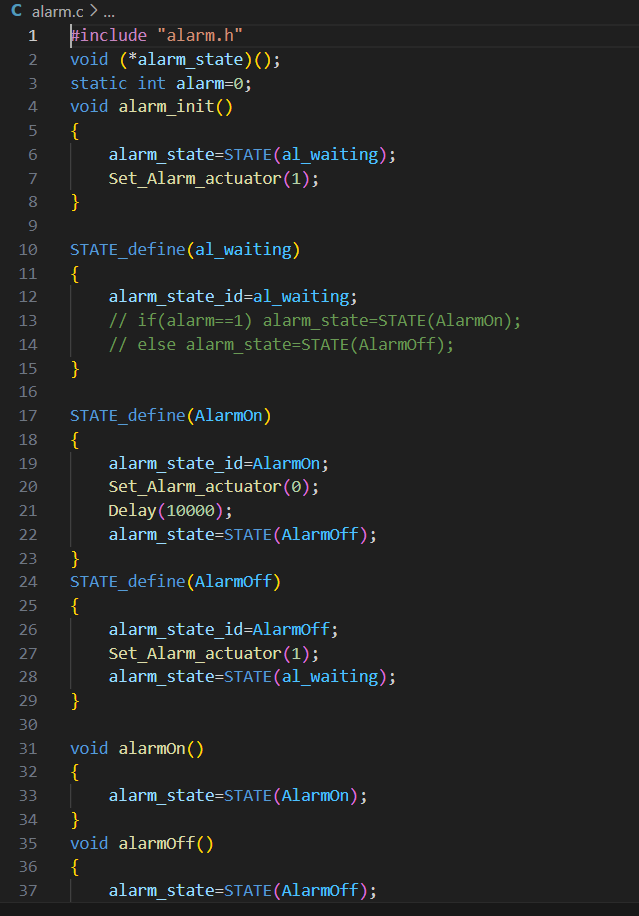 C alarm.c > ...
1 #include "alarm.h"
2 void (*alarm_state)();
3 static int alarm=0;
4 void alarm_init()
5 {
6     alarm_state=STATE(al_waiting);
7     Set_Alarm_actuator(1);
8 }
9
10 STATE_define(al_waiting)
11 {
12     alarm_state_id=al_waiting;
13     // if(alarm==1) alarm_state=STATE(AlarmOn);
14     // else alarm_state=STATE(AlarmOff);
15 }
16
17 STATE_define(AlarmOn)
18 {
19     alarm_state_id=AlarmOn;
20     Set_Alarm_actuator(0);
21     Delay(10000);
22     alarm_state=STATE(AlarmOff);
23 }
24 STATE_define(AlarmOff)
25 {
26     alarm_state_id=AlarmOff;
27     Set_Alarm_actuator(1);
28     alarm_state=STATE(al_waiting);
29 }
30
31 void alarmOn()
32 {
33     alarm_state=STATE(AlarmOn);
34 }
35 void alarmOff()
36 {
37     alarm_state=STATE(AlarmOff);